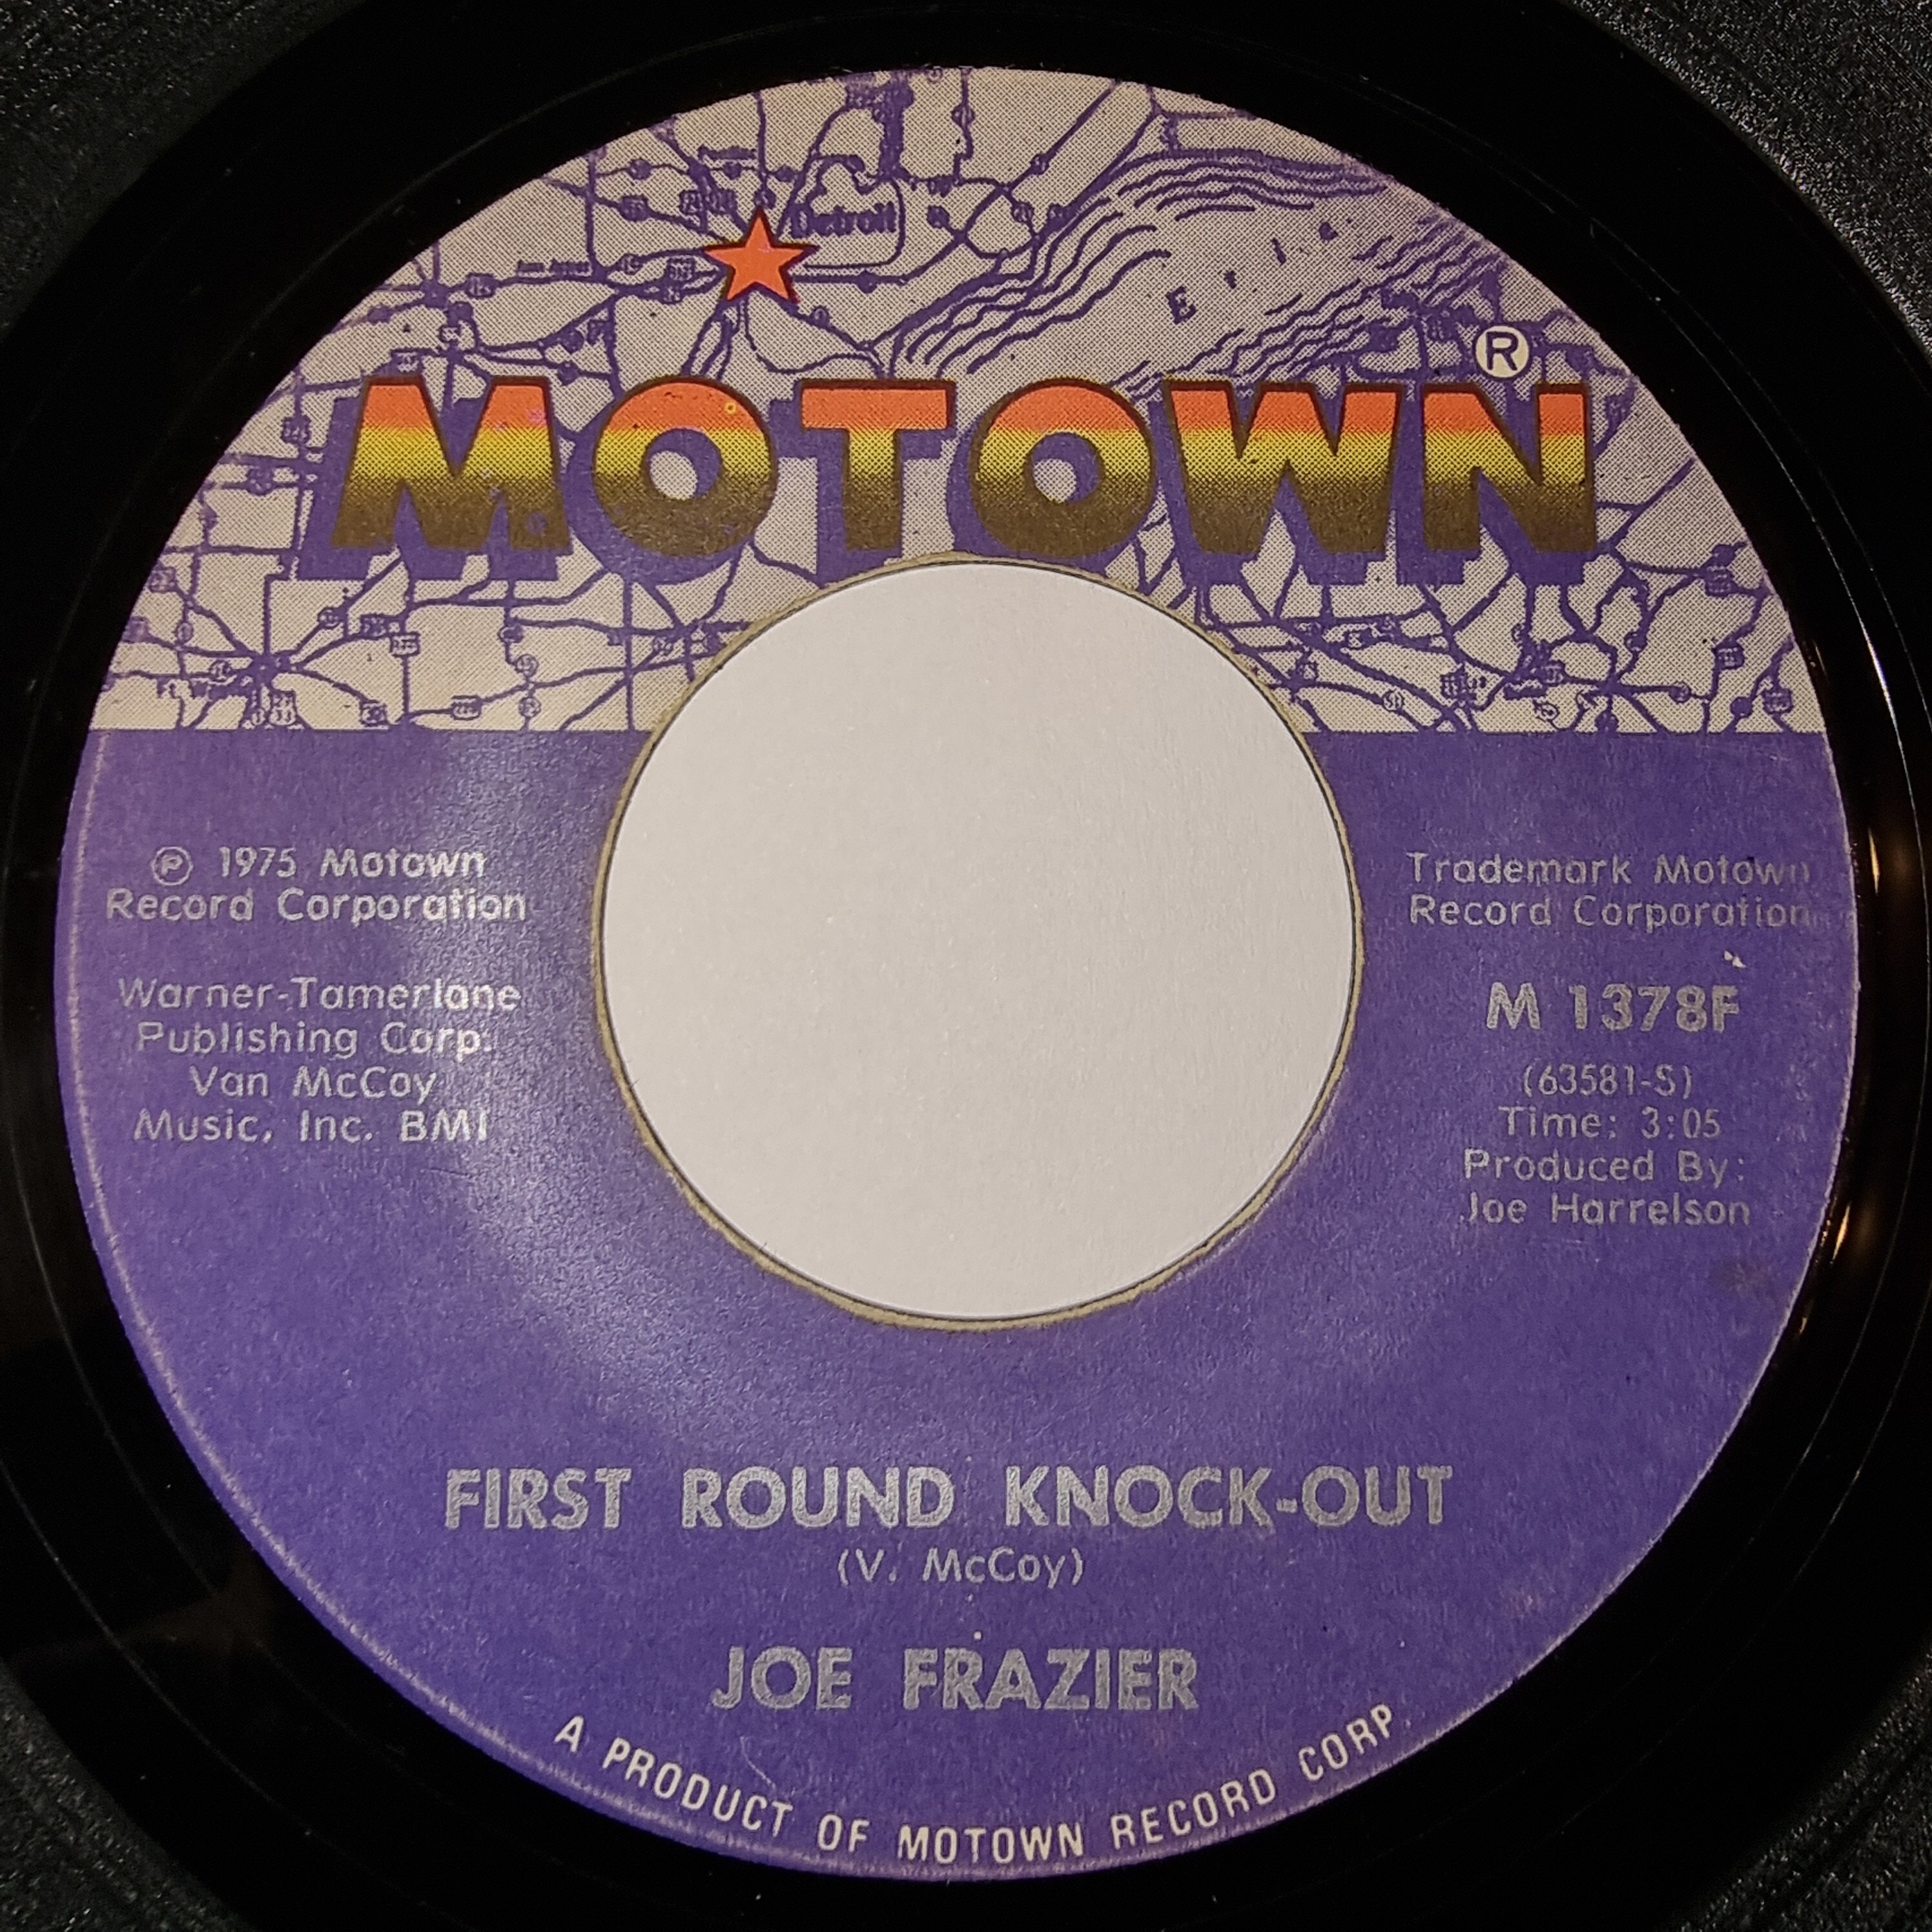 Detroit
Erie
MOTOWN®
℗ 1975 Motown
Record Corporation
Warner-Tamerlane
Publishing Corp.
Van McCoy
Music, Inc. BMI
Trademark Motown
Record Corporation
M 1378F
(63581-S)
Time: 3:05
Produced By:
Joe Harrelson
FIRST ROUND KNOCK-OUT
(V. McCoy)
JOE FRAZIER
A PRODUCT OF MOTOWN RECORD CORP.